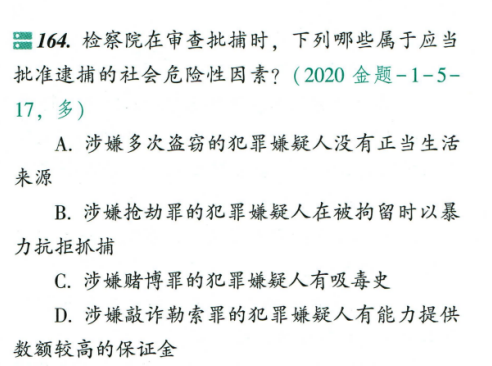 164. 检察院在审查批捕时，下列哪些属于应当
批准逮捕的社会危险性因素？(2020 金题-1-5-
17，多)
A. 涉嫌多次盗窃的犯罪嫌疑人没有正当生活
来源
B. 涉嫌抢劫罪的犯罪嫌疑人在被拘留时以暴
力抗拒抓捕
C. 涉嫌赌博罪的犯罪嫌疑人有吸毒史
D. 涉嫌敲诈勒索罪的犯罪嫌疑人有能力提供
数额较高的保证金